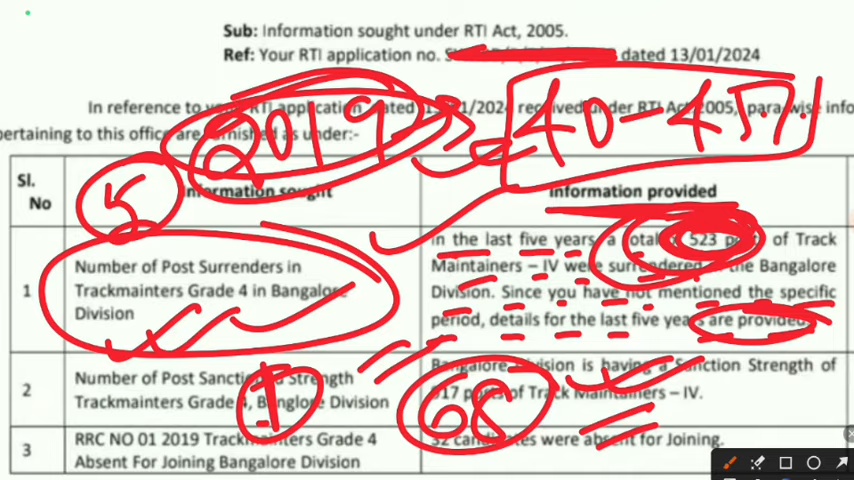 Sub: Information sought under RTI Act, 2005.
Ref: Your RTI application no. dated 13/01/2024
In reference to your RTI application dated 13/01/2024 received under RTI Act 2005, parawise info
pertaining to this office are furnished as under:-
2019 40-45%
5
Sl. No
Information sought
Information provided
1
Number of Post Surrenders in
Trackmainters Grade 4 in Bangalore
Division
In the last five years a total 523 posts of Track
Maintainers – IV were surrendered in the Bangalore
Division. Since you have not mentioned the specific
period, details for the last five years are provided.
2
Number of Post Sanctioned Strength
Trackmainters Grade 4, Banglore Division
Bangalore Division is having a Sanction Strength of
917 posts of Track Maintainers – IV.
1
68
3
RRC NO 01 2019 Trackmainters Grade 4
Absent For Joining Bangalore Division
32 candidates were absent for Joining.